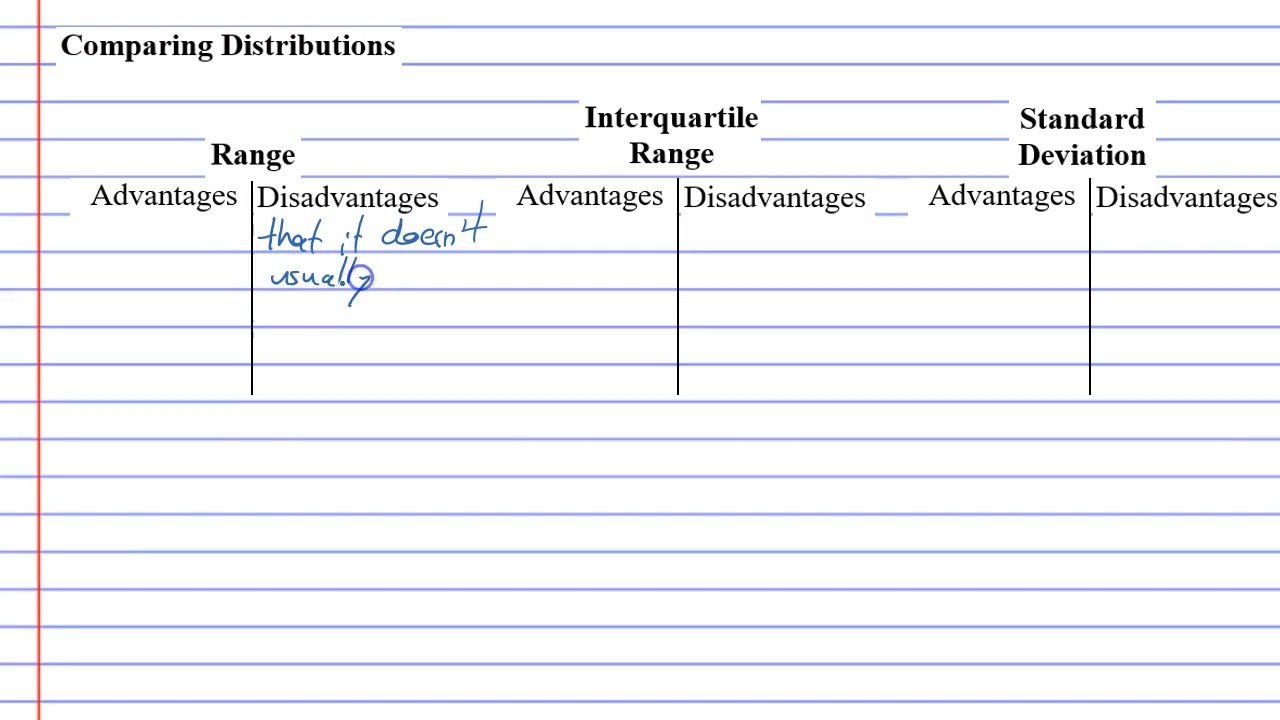 Comparing Distributions
Range
Advantages
Disadvantages
that it doesn't
usually
Interquartile
Range
Advantages
Disadvantages
Standard
Deviation
Advantages
Disadvantages